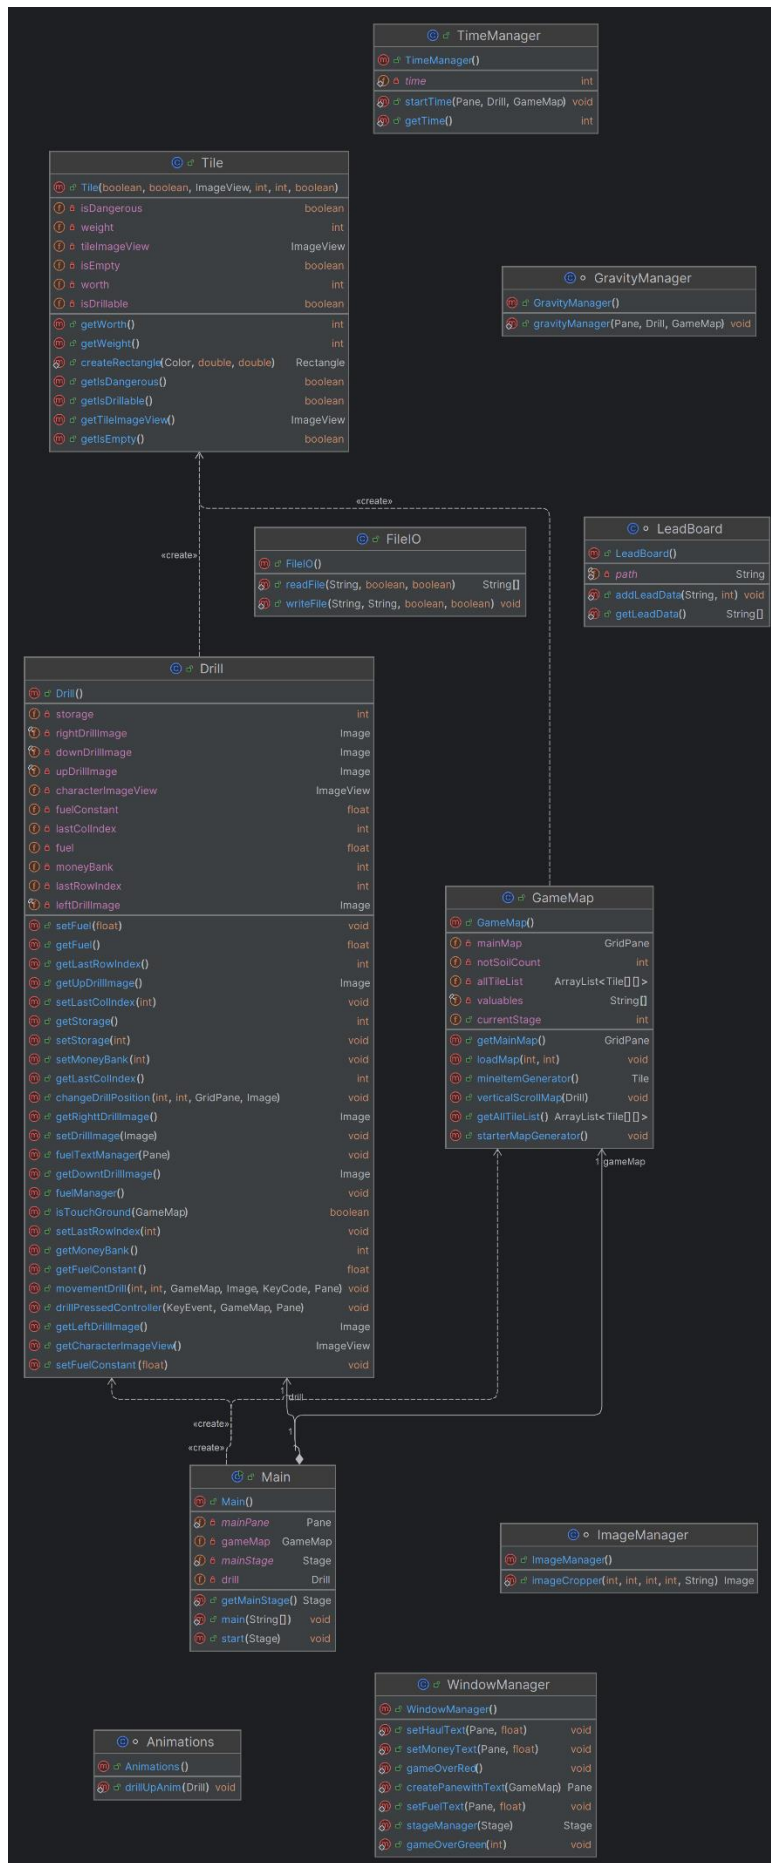 TimeManager
TimeManager()
time int
startTime(Pane, Drill, GameMap) void
getTime() int
Tile
Tile(boolean, boolean, ImageView, int, int, boolean)
isDangerous boolean
weight int
tileImageView ImageView
isEmpty boolean
worth int
isDrillable boolean
getWorth() int
getWeight() int
createRectangle(Color, double, double) Rectangle
getIsDangerous() boolean
getIsDrillable() boolean
getTileImageView() ImageView
getIsEmpty() boolean
GravityManager
GravityManager()
gravityManager(Pane, Drill, GameMap) void
«create»
«create»
FileIO
FileIO()
readFile(String, boolean, boolean) String[]
writeFile(String, String, boolean, boolean) void
LeadBoard
LeadBoard()
path String
addLeadData(String, int) void
getLeadData() String[]
Drill
Drill()
storage int
rightDrillImage Image
downDrillImage Image
upDrillImage Image
characterImageView ImageView
fuelConstant float
lastColIndex int
fuel float
moneyBank int
lastRowIndex int
leftDrillImage Image
setFuel(float) void
getFuel() float
getLastRowIndex() int
getUpDrillImage() Image
setLastColIndex(int) void
getStorage() int
setStorage(int) void
setMoneyBank(int) void
getLastColIndex() int
changeDrillPosition(int, int, GridPane, Image) void
getRighttDrillImage() Image
setDrillImage(Image) void
fuelTextManager(Pane) void
getDowntDrillImage() Image
fuelManager() void
isTouchGround(GameMap) boolean
setLastRowIndex(int) void
getMoneyBank() int
getFuelConstant() float
movementDrill(int, int, GameMap, Image, KeyCode, Pane) void
drillPressedController(KeyEvent, GameMap, Pane) void
getLeftDrillImage() Image
getCharacterImageView() ImageView
setFuelConstant(float) void
GameMap
GameMap()
mainMap GridPane
notSoilCount int
allTileList ArrayList<Tile[][]>
valuables String[]
currentStage int
getMainMap() GridPane
loadMap(int, int) void
mineItemGenerator() Tile
verticalScrollMap(Drill) void
getAllTileList() ArrayList<Tile[][]>
starterMapGenerator() void
1 gameMap
1 drill
«create»
1
«create»
Main
Main()
mainPane Pane
gameMap GameMap
mainStage Stage
drill Drill
getMainStage() Stage
main(String[]) void
start(Stage) void
ImageManager
ImageManager()
imageCropper(int, int, int, int, String) Image
WindowManager
WindowManager()
setHaulText(Pane, float) void
setMoneyText(Pane, float) void
gameOverRed() void
createPanewithText(GameMap) Pane
setFuelText(Pane, float) void
stageManager(Stage) Stage
gameOverGreen(int) void
Animations
Animations()
drillUpAnim(Drill) void